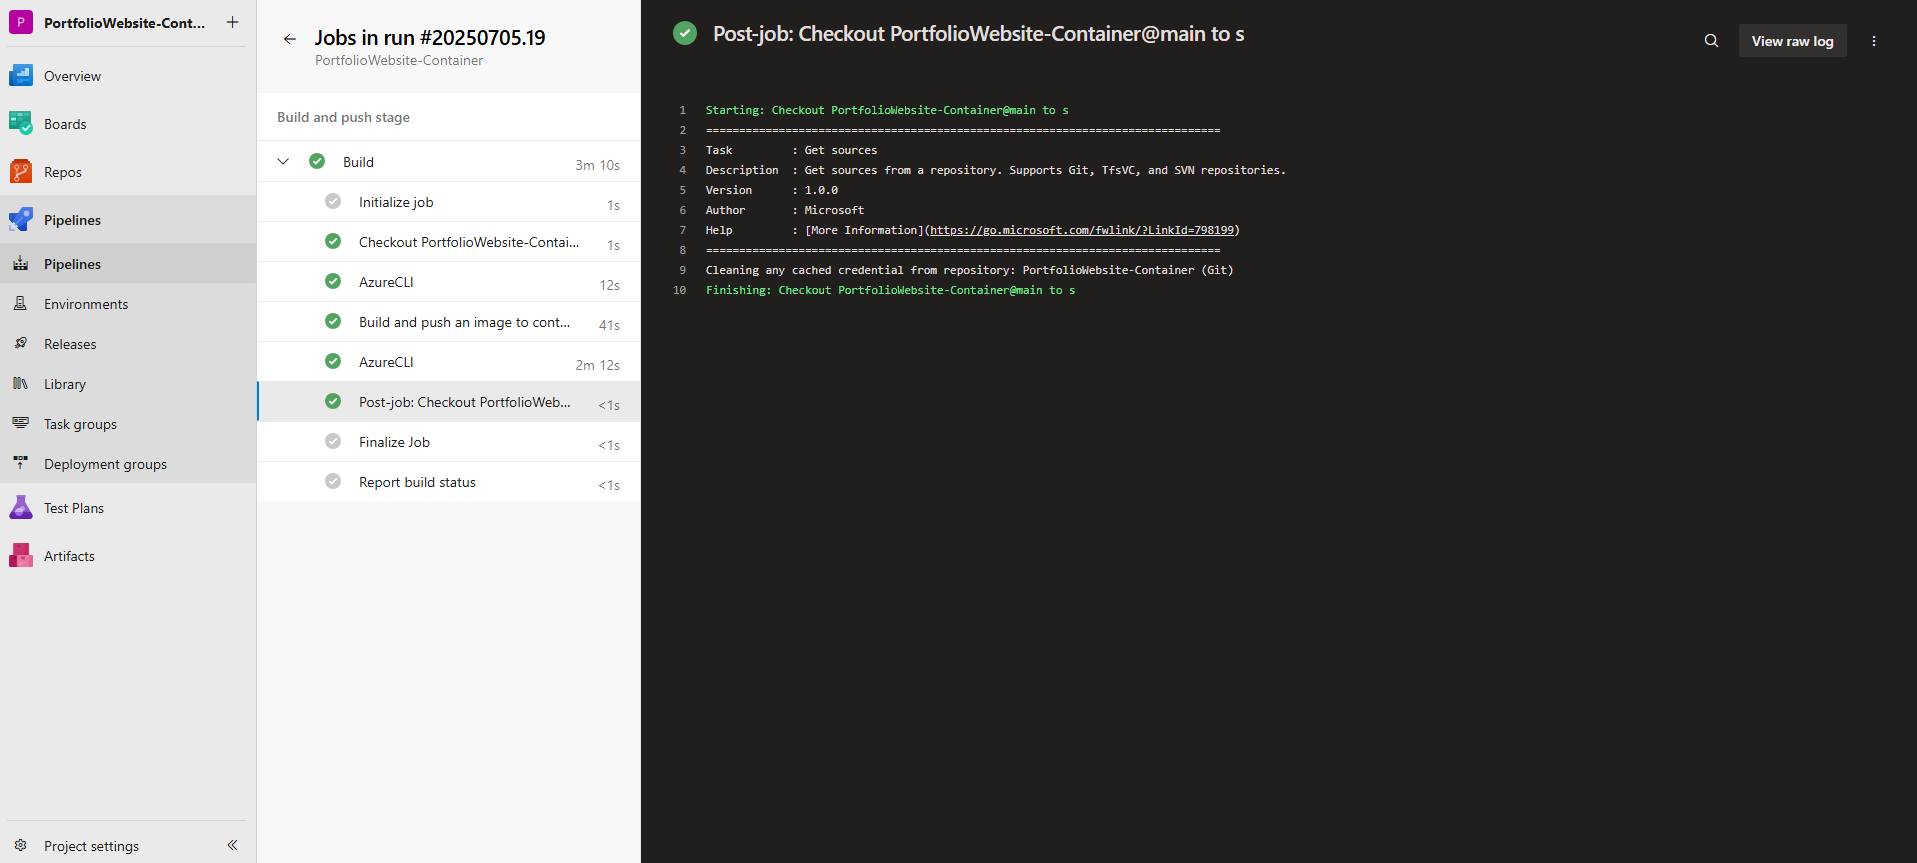 P PortfolioWebsite-Cont... +
Overview
Boards
Repos
Pipelines
Pipelines
Environments
Releases
Library
Task groups
Deployment groups
Test Plans
Artifacts
Project settings
Jobs in run #20250705.19
PortfolioWebsite-Container
Build and push stage
Build 3m 10s
Initialize job 1s
Checkout PortfolioWebsite-Contai... 1s
AzureCLI 12s
Build and push an image to cont... 41s
AzureCLI 2m 12s
Post-job: Checkout PortfolioWeb... <1s
Finalize Job <1s
Report build status <1s
Post-job: Checkout PortfolioWebsite-Container@main to s
View raw log
1 Starting: Checkout PortfolioWebsite-Container@main to s
2 ==============================================================================
3 Task : Get sources
4 Description : Get sources from a repository. Supports Git, TfsVC, and SVN repositories.
5 Version : 1.0.0
6 Author : Microsoft
7 Help : [More Information](https://go.microsoft.com/fwlink/?LinkId=798199)
8 ==============================================================================
9 Cleaning any cached credential from repository: PortfolioWebsite-Container (Git)
10 Finishing: Checkout PortfolioWebsite-Container@main to s